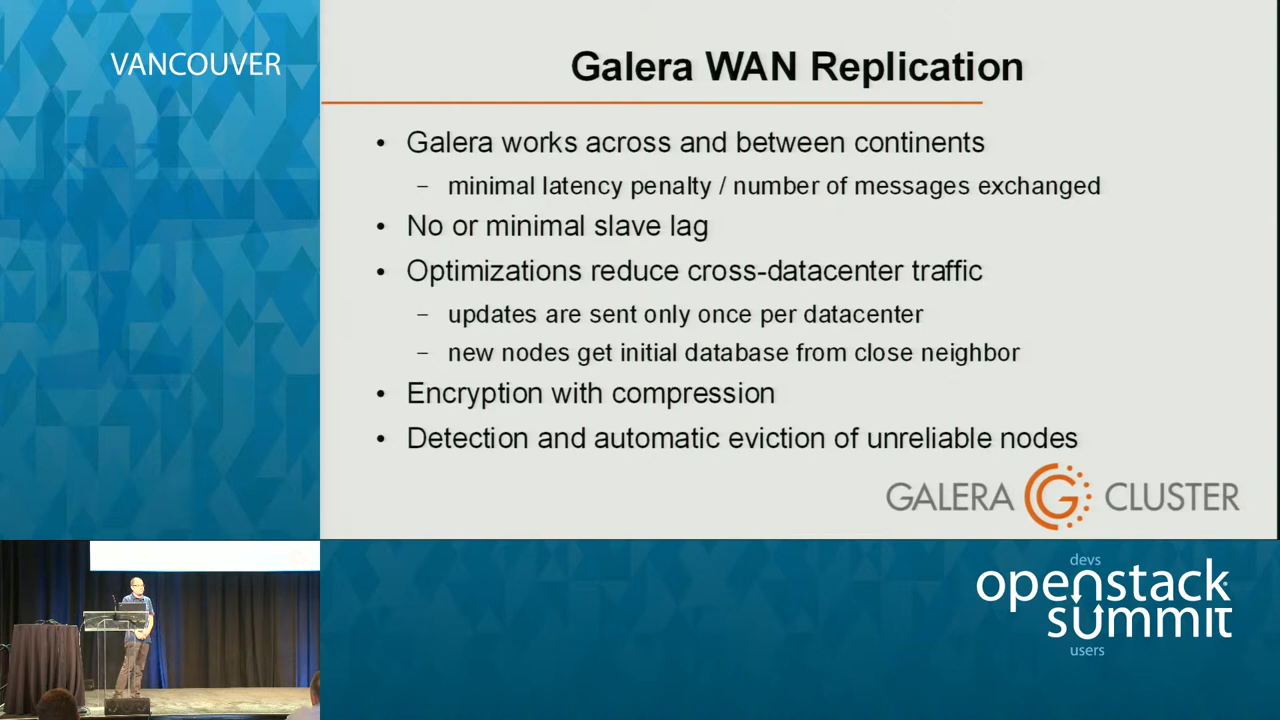 VANCOUVER
Galera WAN Replication
• Galera works across and between continents
– minimal latency penalty / number of messages exchanged
• No or minimal slave lag
• Optimizations reduce cross-datacenter traffic
– updates are sent only once per datacenter
– new nodes get initial database from close neighbor
• Encryption with compression
• Detection and automatic eviction of unreliable nodes
GALERA CLUSTER
devs
openstack
summit
users